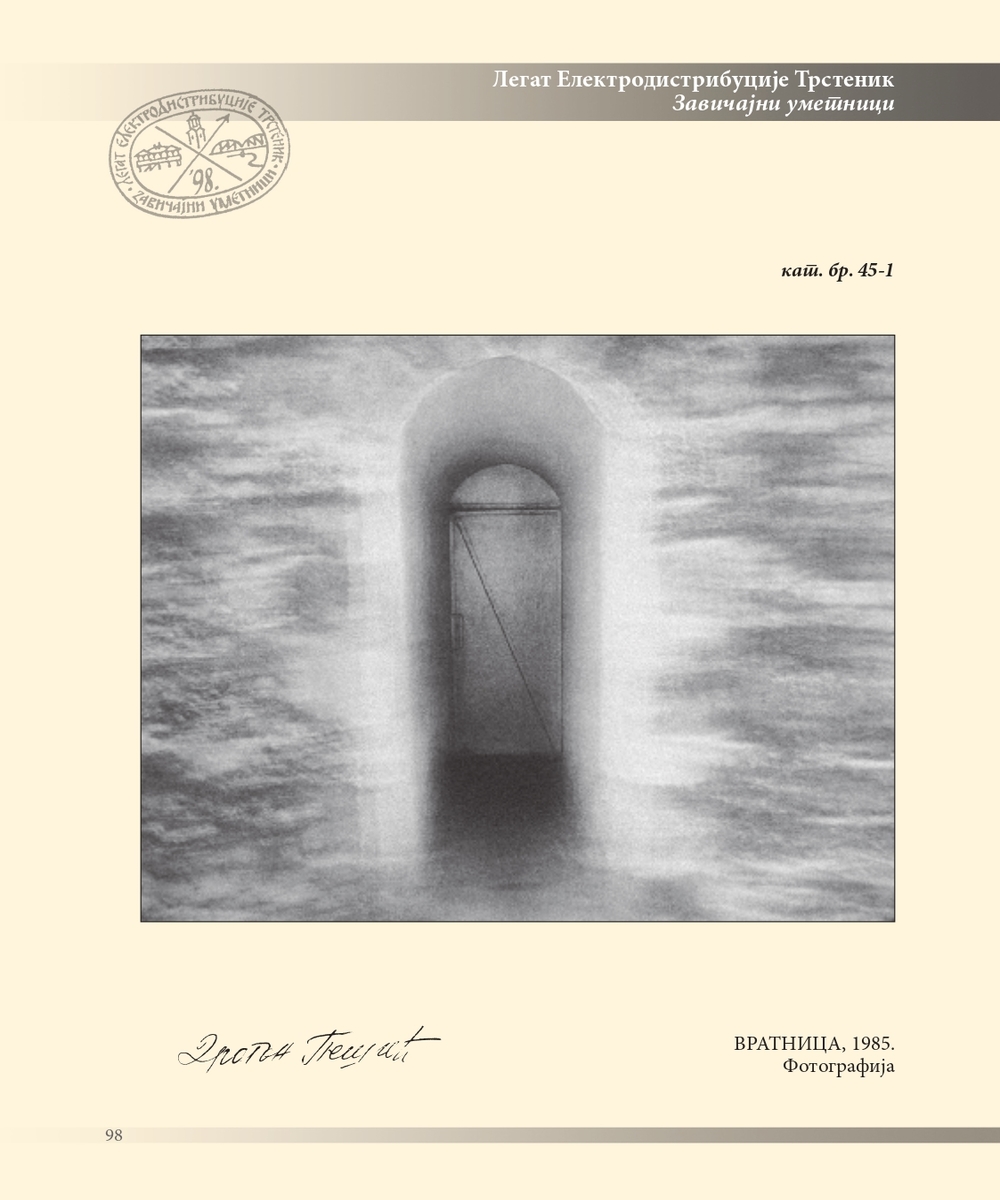 Легат Електродистрибуције Трстеник
Завичајни уметници
ЛЕГАТ ЕЛЕКТРОДИСТРИБУЦИЈЕ ТРСТЕНИК
'98.
ЗАВИЧАЈНИ УМЕТНИЦИ
кат. бр. 45-1
ВРАТНИЦА, 1985.
Фотографија
98